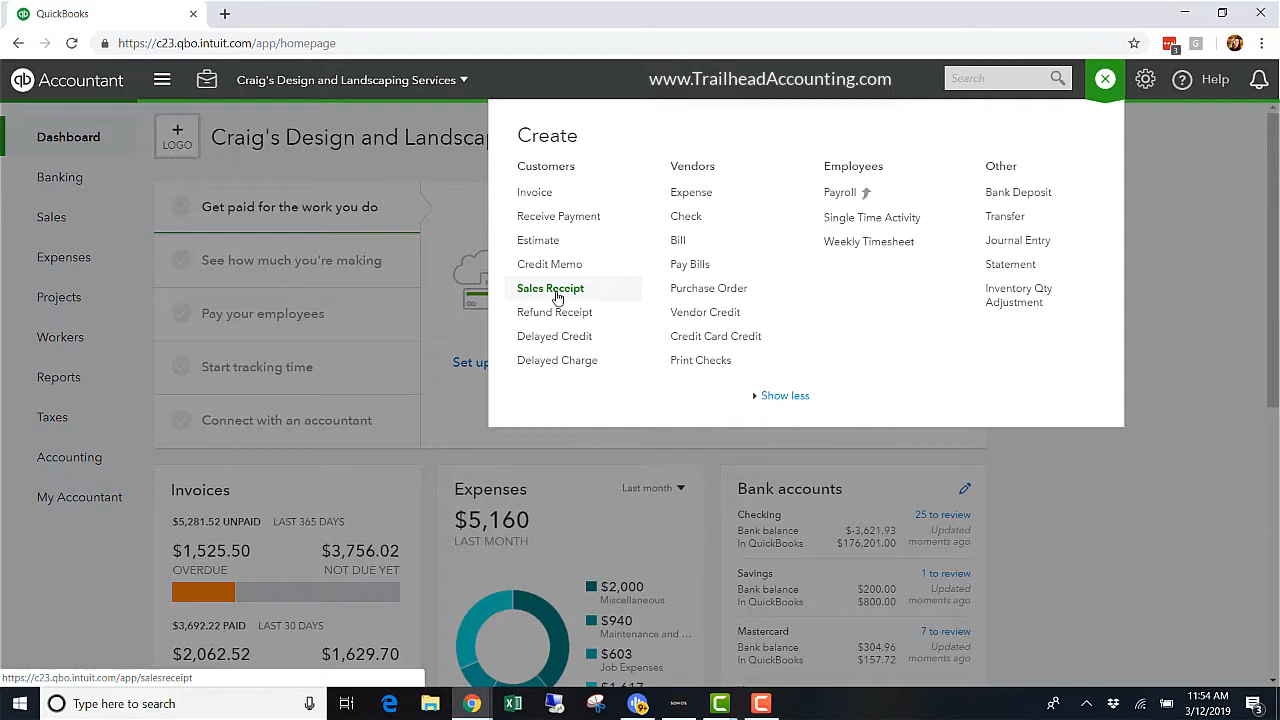 QuickBooks
https://c23.qbo.intuit.com/app/homepage
3
G
qb Accountant
Craig's Design and Landscaping Services
www.TrailheadAccounting.com
Search
Help
Dashboard
Banking
Sales
Expenses
Projects
Workers
Reports
Taxes
Accounting
My Accountant
+
LOGO
Craig's Design and Landscap
Get paid for the work you do
See how much you're making
Pay your employees
Start tracking time
Connect with an accountant
Set up
Create
Customers
Invoice
Receive Payment
Estimate
Credit Memo
Sales Receipt
Refund Receipt
Delayed Credit
Delayed Charge
Vendors
Expense
Check
Bill
Pay Bills
Purchase Order
Vendor Credit
Credit Card Credit
Print Checks
Employees
Payroll
Single Time Activity
Weekly Timesheet
Other
Bank Deposit
Transfer
Journal Entry
Statement
Inventory Qty
Adjustment
Show less
Invoices
$5,281.52 UNPAID LAST 365 DAYS
$1,525.50 $3,756.02
OVERDUE NOT DUE YET
$3,692.22 PAID LAST 30 DAYS
$2,062.52 $1,629.70
Expenses
Last month
$5,160
LAST MONTH
$2,000
Miscellaneous
$940
Maintenance and ...
$603
Job Expenses
Bank accounts
Checking 25 to review
Bank balance $-3,621.93 Updated
In QuickBooks $176,201.00 moments ago
Savings 1 to review
Bank balance $200.00 Updated
In QuickBooks $800.00 moments ago
Mastercard 7 to review
Bank balance $304.96 Updated
In QuickBooks $157.72 moments ago
https://c23.qbo.intuit.com/app/salesreceipt
Type here to search
9+
SONOS
11:54 AM
3/12/2019
3